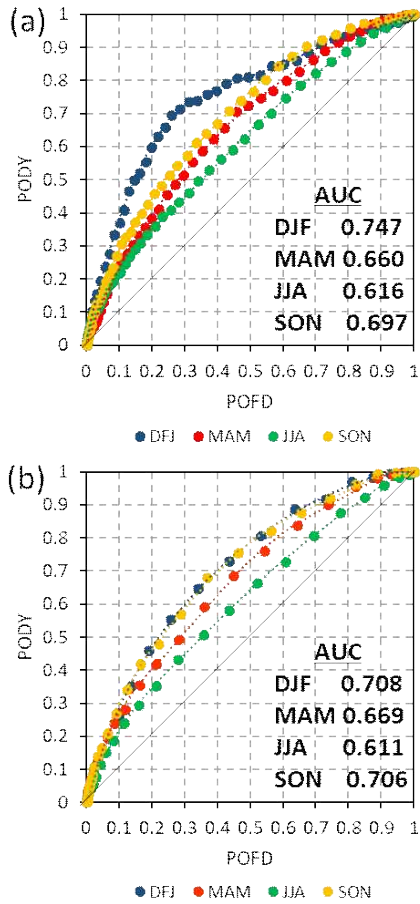 (a)
1
0.9
0.8
0.7
0.6
0.5
0.4
0.3
0.2
0.1
0
PODY
AUC
DJF 0.747
MAM 0.660
JJA 0.616
SON 0.697
0 0.1 0.2 0.3 0.4 0.5 0.6 0.7 0.8 0.9 1
POFD
DFJ MAM JJA SON
(b)
1
0.9
0.8
0.7
0.6
0.5
0.4
0.3
0.2
0.1
0
PODY
AUC
DJF 0.708
MAM 0.669
JJA 0.611
SON 0.706
0 0.1 0.2 0.3 0.4 0.5 0.6 0.7 0.8 0.9 1
POFD
DFJ MAM JJA SON